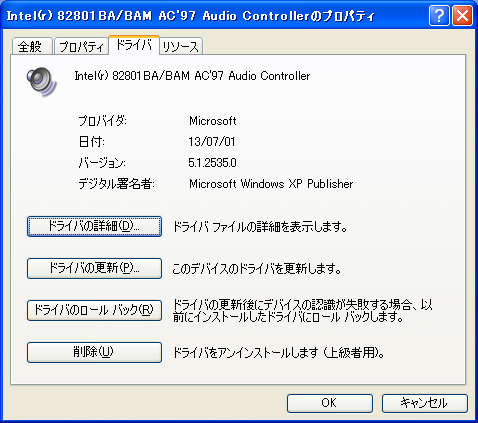 Intel(r) 82801BA/BAM AC'97 Audio Controllerのプロパティ
全般 プロパティ ドライバ リソース
Intel(r) 82801BA/BAM AC'97 Audio Controller
プロバイダ: Microsoft
日付: 13/07/01
バージョン: 5.1.2535.0
デジタル署名者: Microsoft Windows XP Publisher
ドライバの詳細(D)... ドライバ ファイルの詳細を表示します。
ドライバの更新(P)... このデバイスのドライバを更新します。
ドライバのロール バック(R) ドライバの更新後にデバイスの認識が失敗する場合、以
前にインストールしたドライバにロール バックします。
削除(U) ドライバをアンインストールします (上級者用)。
OK キャンセル